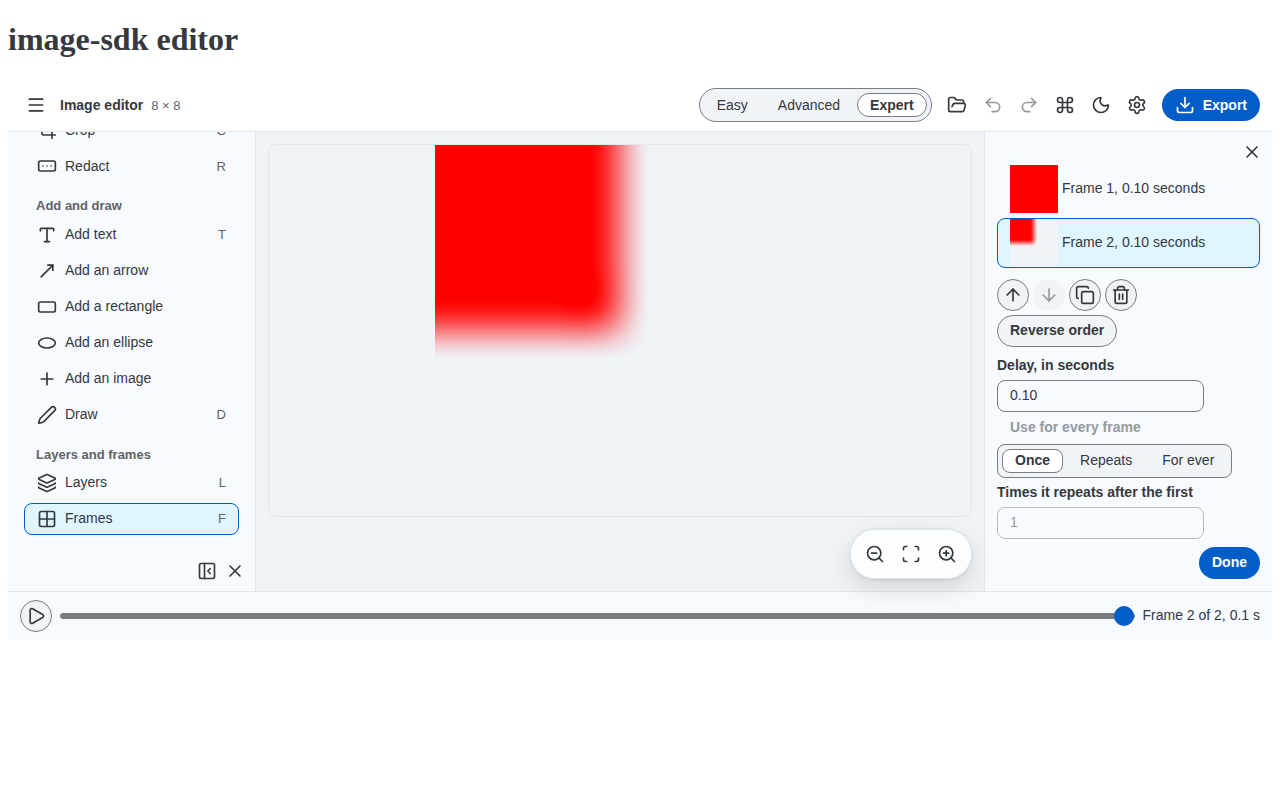 image-sdk editor
Image editor 8 × 8
Easy Advanced Expert
Export
Crop
Redact R
Add and draw
Add text T
Add an arrow
Add a rectangle
Add an ellipse
Add an image
Draw D
Layers and frames
Layers L
Frames F
Frame 1, 0.10 seconds
Frame 2, 0.10 seconds
Reverse order
Delay, in seconds
0.10
Use for every frame
Once Repeats For ever
Times it repeats after the first
1
Done
Frame 2 of 2, 0.1 s